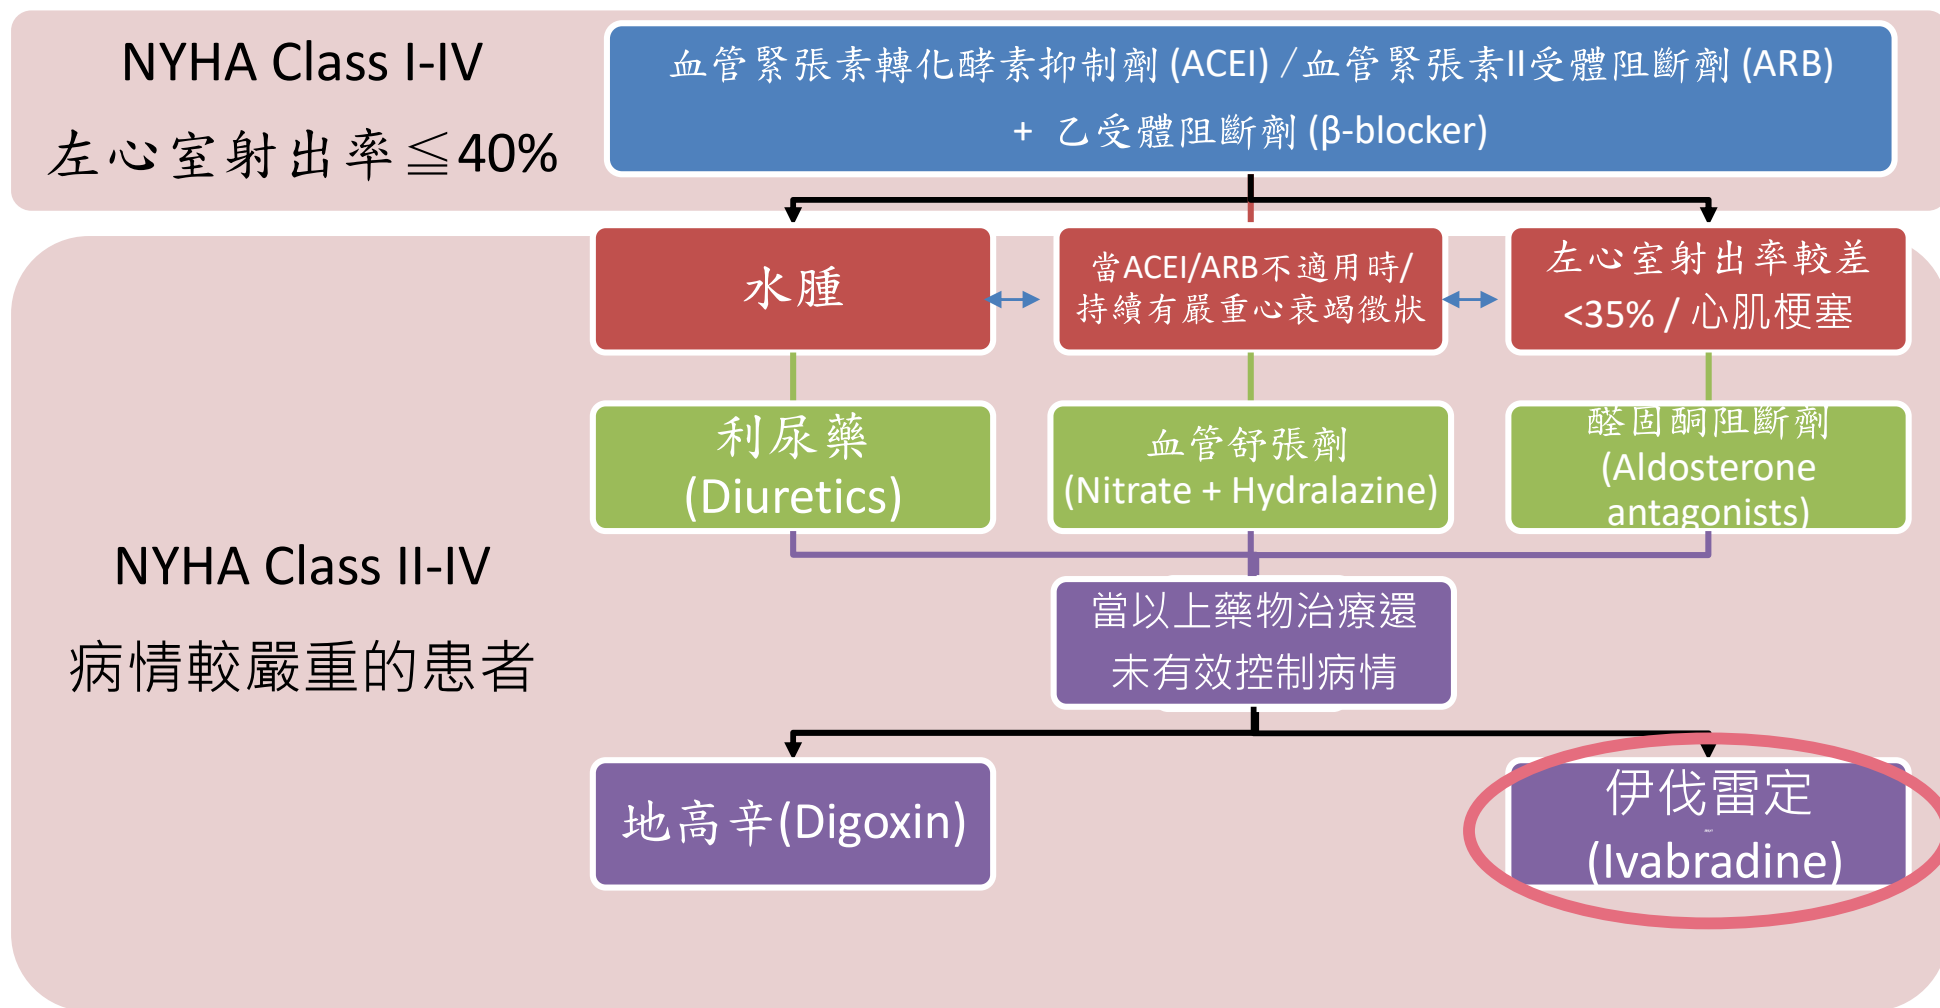 NYHA Class I-IV
左心室射出率≦40%
血管緊張素轉化酵素抑制劑 (ACEI) /血管緊張素II受體阻斷劑 (ARB)
+ 乙受體阻斷劑 (β-blocker)
水腫
當ACEI/ARB不適用時/
持續有嚴重心衰竭徵狀
左心室射出率較差
<35% / 心肌梗塞
利尿藥
(Diuretics)
血管舒張劑
(Nitrate + Hydralazine)
醛固酮阻斷劑
(Aldosterone
antagonists)
NYHA Class II-IV
病情較嚴重的患者
當以上藥物治療還
未有效控制病情
地高辛(Digoxin)
伊伐雷定
(Ivabradine)